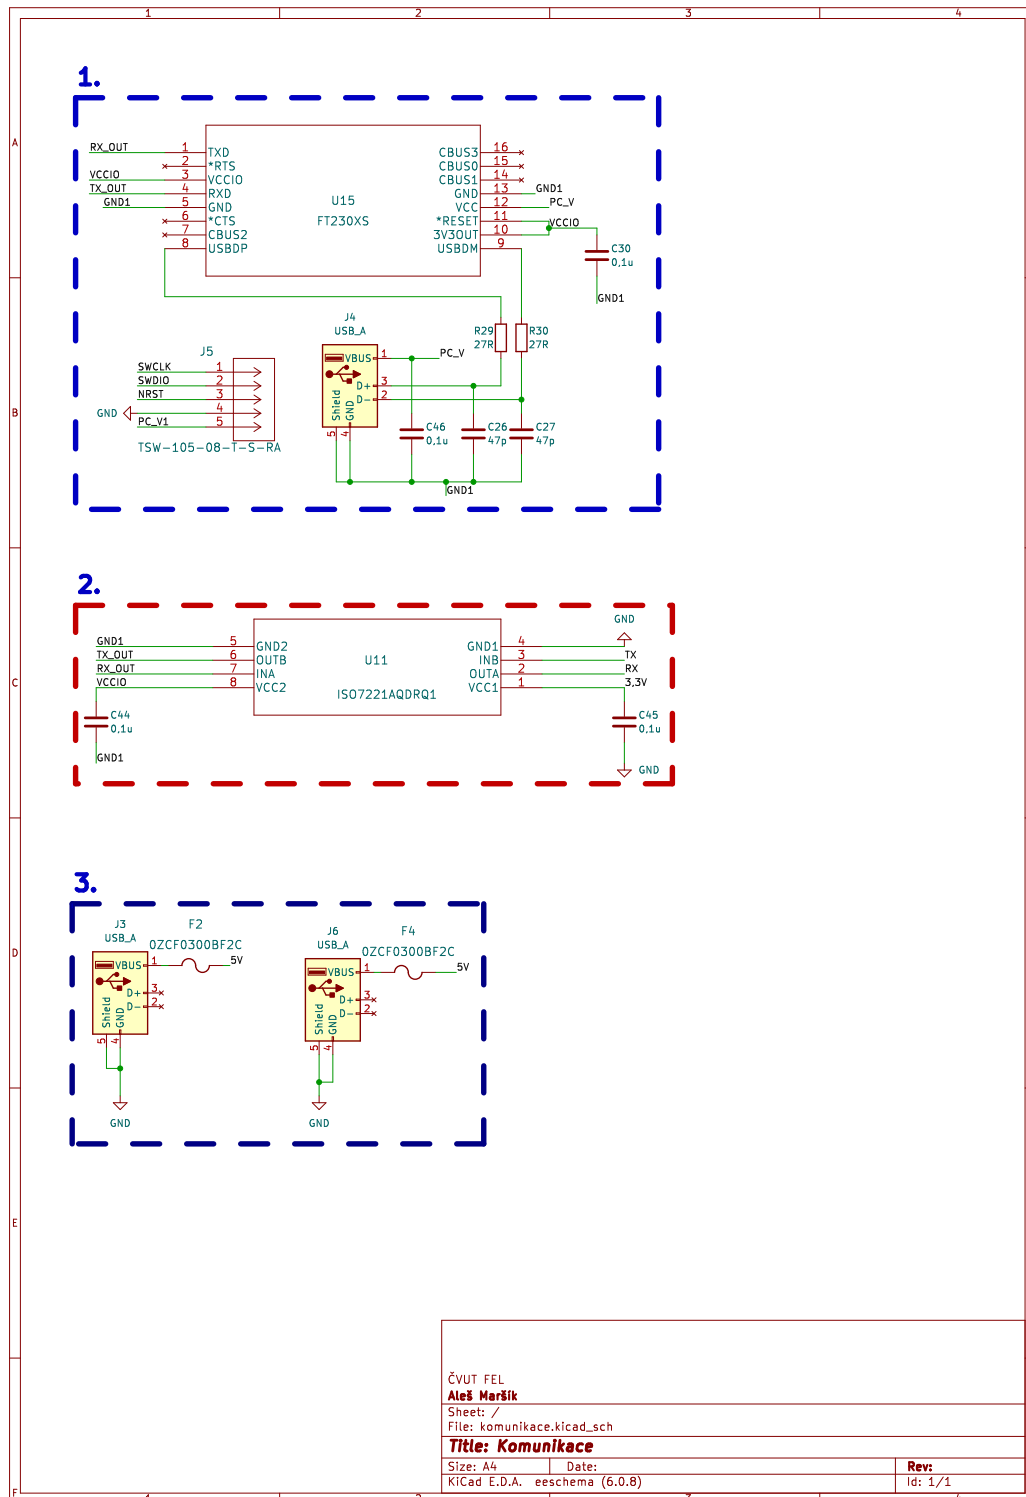 1 2 3 4
1.
A
RX_OUT 1 TXD CBUS3 16
2 *RTS CBUS0 15
VCCIO 3 VCCIO CBUS1 14
TX_OUT 4 RXD GND 13 GND1
GND1 5 GND U15 VCC 12 PC_V
6 *CTS FT230XS *RESET 11 VCCIO
7 CBUS2 3V3OUT 10
8 USBDP USBDM 9
C30
0,1u
GND1
J4
USB_A
R29
27R
R30
27R
J5
VBUS 1 PC_V
SWCLK 1
SWDIO 2 D+ 3
NRST 3 D- 2
GND 4
PC_V1 5
Shield
GND
5 4
TSW-105-08-T-S-RA
C46
0,1u
C26
47p
C27
47p
GND1
B
2.
GND
GND1 5 GND2 GND1 4
TX_OUT 6 OUTB U11 INB 3 TX
RX_OUT 7 INA OUTA 2 RX
VCCIO 8 VCC2 ISO7221AQDRQ1 VCC1 1 3,3V
C
C44
0,1u
GND1
C45
0,1u
GND
3.
J3
USB_A
F2
0ZCF0300BF2C
VBUS 1 5V
D+ 3
D- 2
Shield
GND
5 4
GND
J6
USB_A
F4
0ZCF0300BF2C
VBUS 1 5V
D+ 3
D- 2
Shield
GND
5 4
GND
D
E
ČVUT FEL
Aleš Maršík
Sheet: /
File: komunikace.kicad_sch
Title: Komunikace
Size: A4 Date: Rev:
KiCad E.D.A. eeschema (6.0.8) Id: 1/1
F